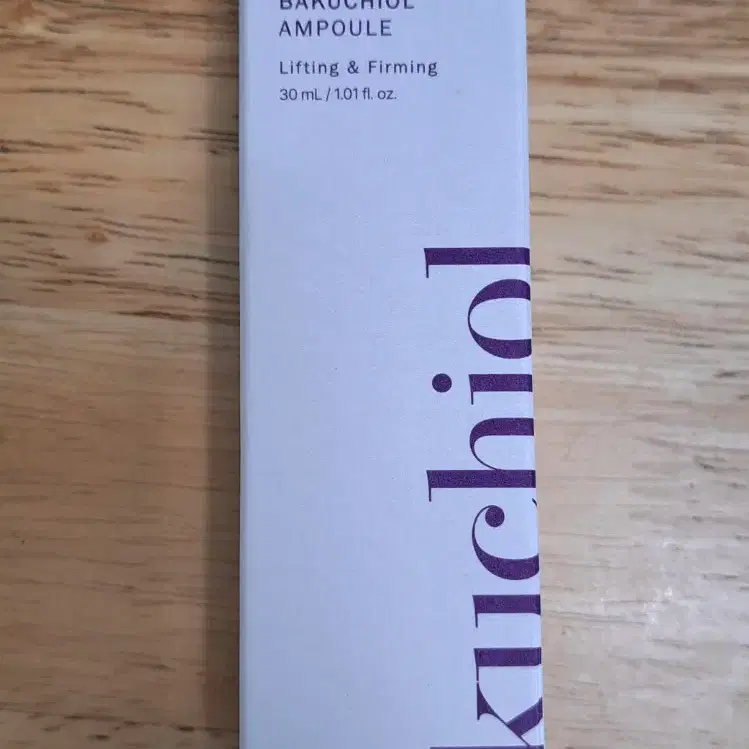 BAKUCHIOL
AMPOULE
Lifting & Firming
30 mL / 1.01 fl. oz.
kuchiol